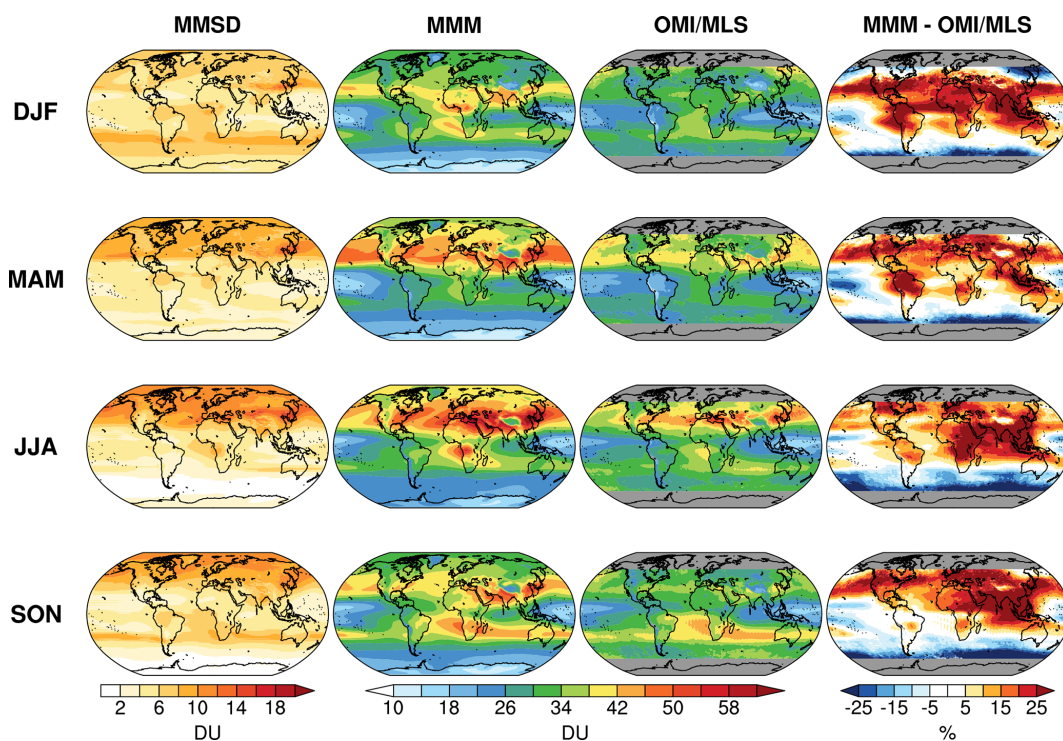 MMSD MMM OMI/MLS MMM - OMI/MLS
DJF
MAM
JJA
SON
2 6 10 14 18
DU
10 18 26 34 42 50 58
DU
-25 -15 -5 5 15 25
%